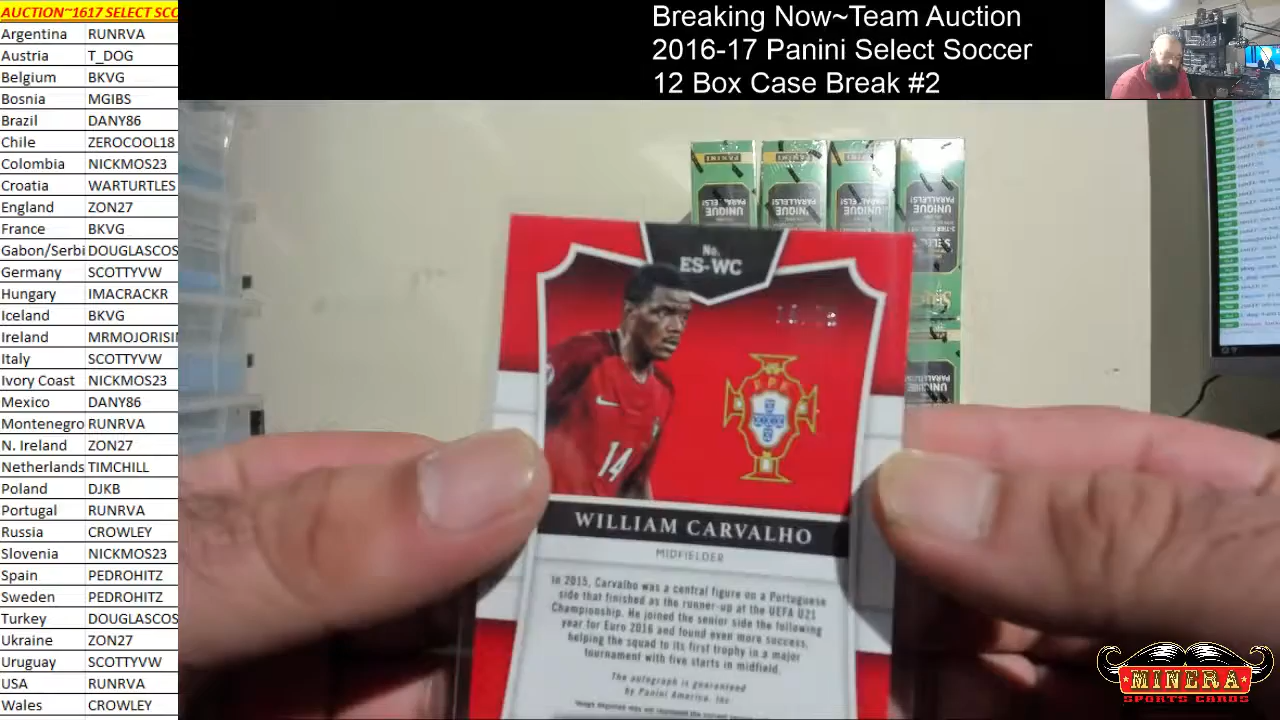 AUCTION~1617 SELECT SCO
Argentina RUNRVA
Austria T_DOG
Belgium BKVG
Bosnia MGIBS
Brazil DANY86
Chile ZEROCOOL18
Colombia NICKMOS23
Croatia WARTURTLES
England ZON27
France BKVG
Gabon/Serbi DOUGLASCOS
Germany SCOTTYVW
Hungary IMACRACKR
Iceland BKVG
Ireland MRMOJORISI
Italy SCOTTYVW
Ivory Coast NICKMOS23
Mexico DANY86
Montenegro RUNRVA
N. Ireland ZON27
Netherlands TIMCHILL
Poland DJKB
Portugal RUNRVA
Russia CROWLEY
Slovenia NICKMOS23
Spain PEDROHITZ
Sweden PEDROHITZ
Turkey DOUGLASCOS
Ukraine ZON27
Uruguay SCOTTYVW
USA RUNRVA
Wales CROWLEY
Breaking Now~Team Auction
2016-17 Panini Select Soccer
12 Box Case Break #2
PANINI PANINI PANINI
UNIQUE
PARALLELS!
No.
ES-WC
FPF
14
WILLIAM CARVALHO
MIDFIELDER
In 2015, Carvalho was a central figure on a Portuguese
side that finished as the runner-up at the UEFA U21
Championship. He joined the senior side the following
year for Euro 2016 and found even more success,
helping the squad to its first trophy in a major
tournament with five starts in midfield.
The autograph is guaranteed
by Panini America, Inc.
MINERA
SPORTS CARDS